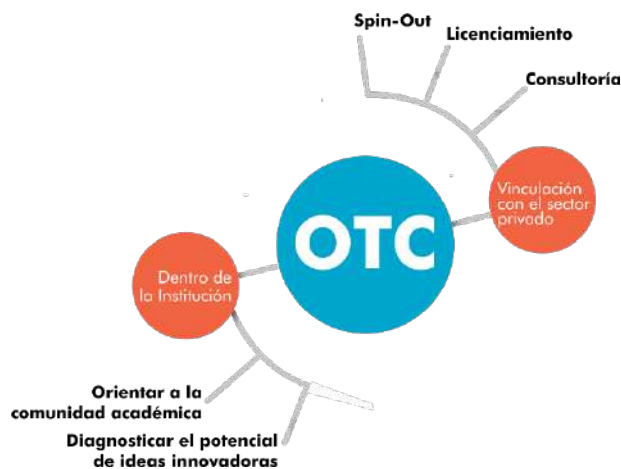 Spin-Out
Licenciamiento
Consultoría
Vinculación
con el sector
privado
OTC
Dentro de
la Institución
Orientar a la
comunidad académica
Diagnosticar el potencial
de ideas innovadoras